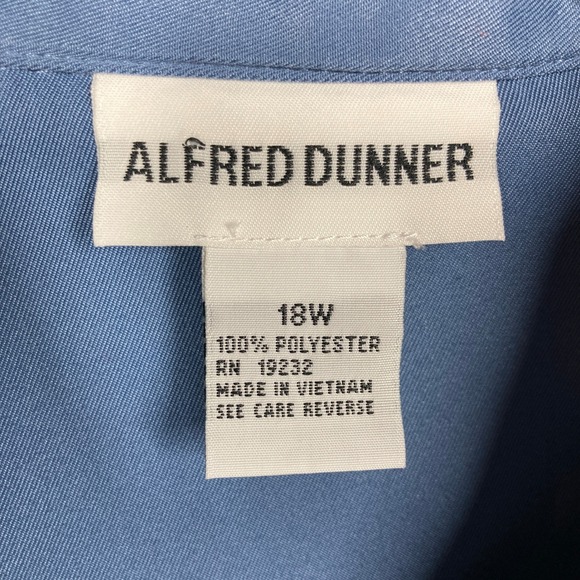 ALFRED DUNNER
18W
100% POLYESTER
RN 19232
MADE IN VIETNAM
SEE CARE REVERSE